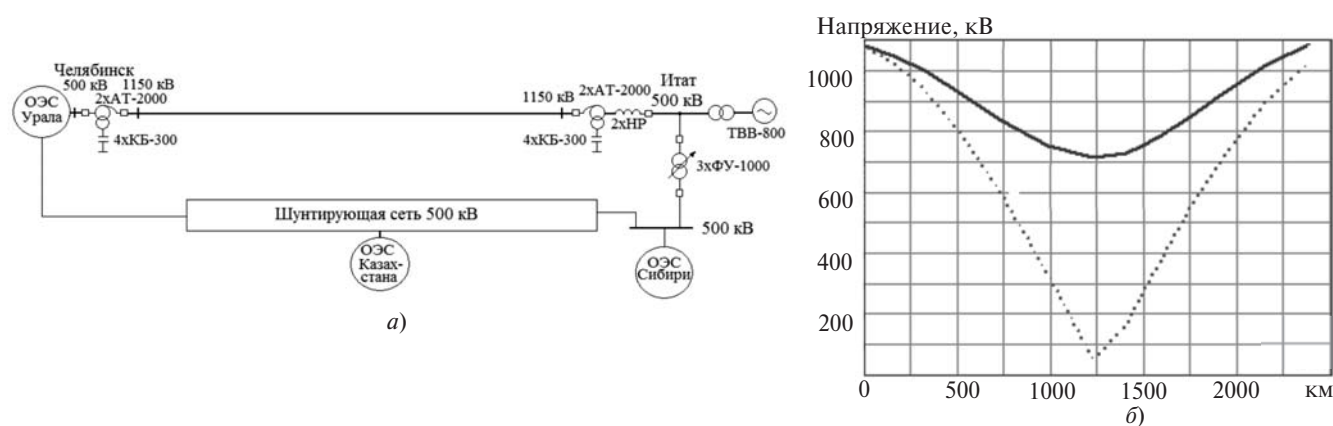 Челябинск
500 кВ 1150 кВ
2хАТ-2000
ОЭС
Урала
4хКБ-300
1150 кВ
2хАТ-2000
4хКБ-300
2хНР
Итат
500 кВ
ТВВ-800
3хФУ-1000
Шунтирующая сеть 500 кВ
500 кВ
ОЭС
Казах-
стана
ОЭС
Сибири
а)
Напряжение, кВ
1000
800
600
400
200
0 500 1000 1500 2000 км
б)